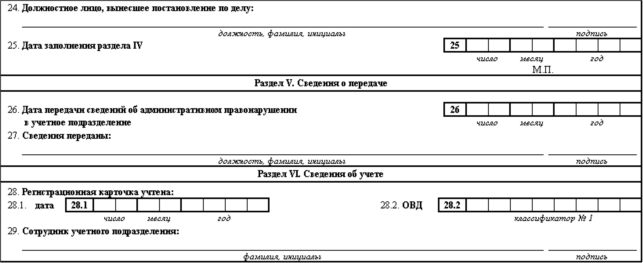 24. Должностное лицо, вынесшее постановление по делу:
должность, фамилия, инициалы подпись
25. Дата заполнения раздела IV 25
число месяц год
М.П.
Раздел V. Сведения о передаче
26. Дата передачи сведений об административном правонарушении 26
в учетное подразделение число месяц год
27. Сведения переданы:
должность, фамилия, инициалы подпись
Раздел VI. Сведения об учете
28. Регистрационная карточка учтена:
28.1. дата 28.1 28.2. ОВД 28.2
число месяц год классификатор № 1
29. Сотрудник учетного подразделения:
фамилия, инициалы подпись